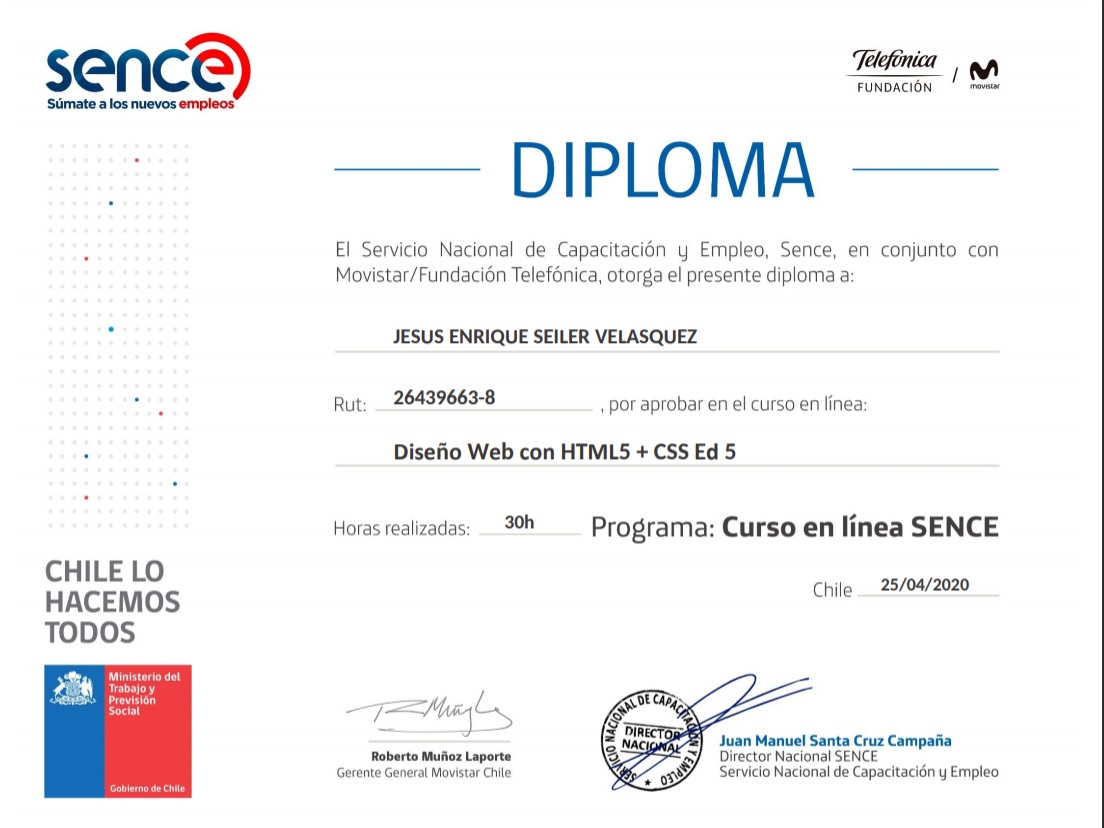 sence
Súmate a los nuevos empleos
Telefónica
FUNDACIÓN
/
movistar
DIPLOMA
El Servicio Nacional de Capacitación y Empleo, Sence, en conjunto con
Movistar/Fundación Telefónica, otorga el presente diploma a:
JESUS ENRIQUE SEILER VELASQUEZ
Rut: 26439663-8 , por aprobar en el curso en línea:
Diseño Web con HTML5 + CSS Ed 5
Horas realizadas: 30h Programa: Curso en línea SENCE
Chile 25/04/2020
CHILE LO
HACEMOS
TODOS
Ministerio del
Trabajo y
Previsión
Social
Gobierno de Chile
Roberto Muñoz Laporte
Gerente General Movistar Chile
SERVICIO NACIONAL DE CAPACITACIÓN Y EMPLEO
DIRECTOR
NACIONAL
Juan Manuel Santa Cruz Campaña
Director Nacional SENCE
Servicio Nacional de Capacitación y Empleo